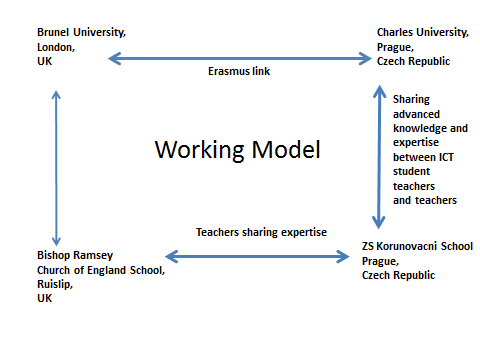 Brunel University,
London,
UK
Charles University,
Prague,
Czech Republic
Erasmus link
Sharing
advanced
knowledge and
expertise
between ICT
student
teachers
and teachers
Working Model
Teachers sharing expertise
Bishop Ramsey
Church of England School,
Ruislip,
UK
ZS Korunovacni School
Prague,
Czech Republic